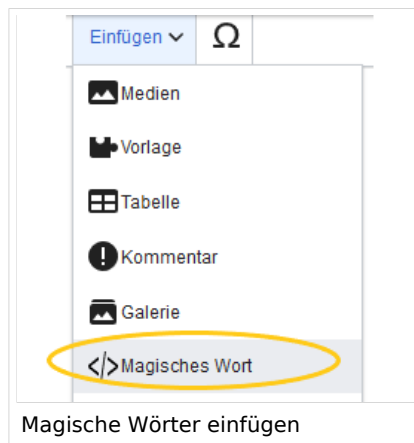 Einfügen Ω
Medien
Vorlage
Tabelle
Kommentar
Galerie
</>Magisches Wort
Magische Wörter einfügen